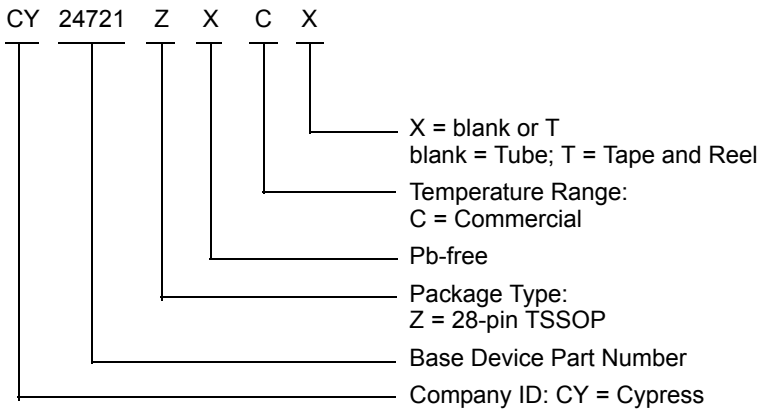 CY 24721 Z X C X
X = blank or T
blank = Tube; T = Tape and Reel
Temperature Range:
C = Commercial
Pb-free
Package Type:
Z = 28-pin TSSOP
Base Device Part Number
Company ID: CY = Cypress